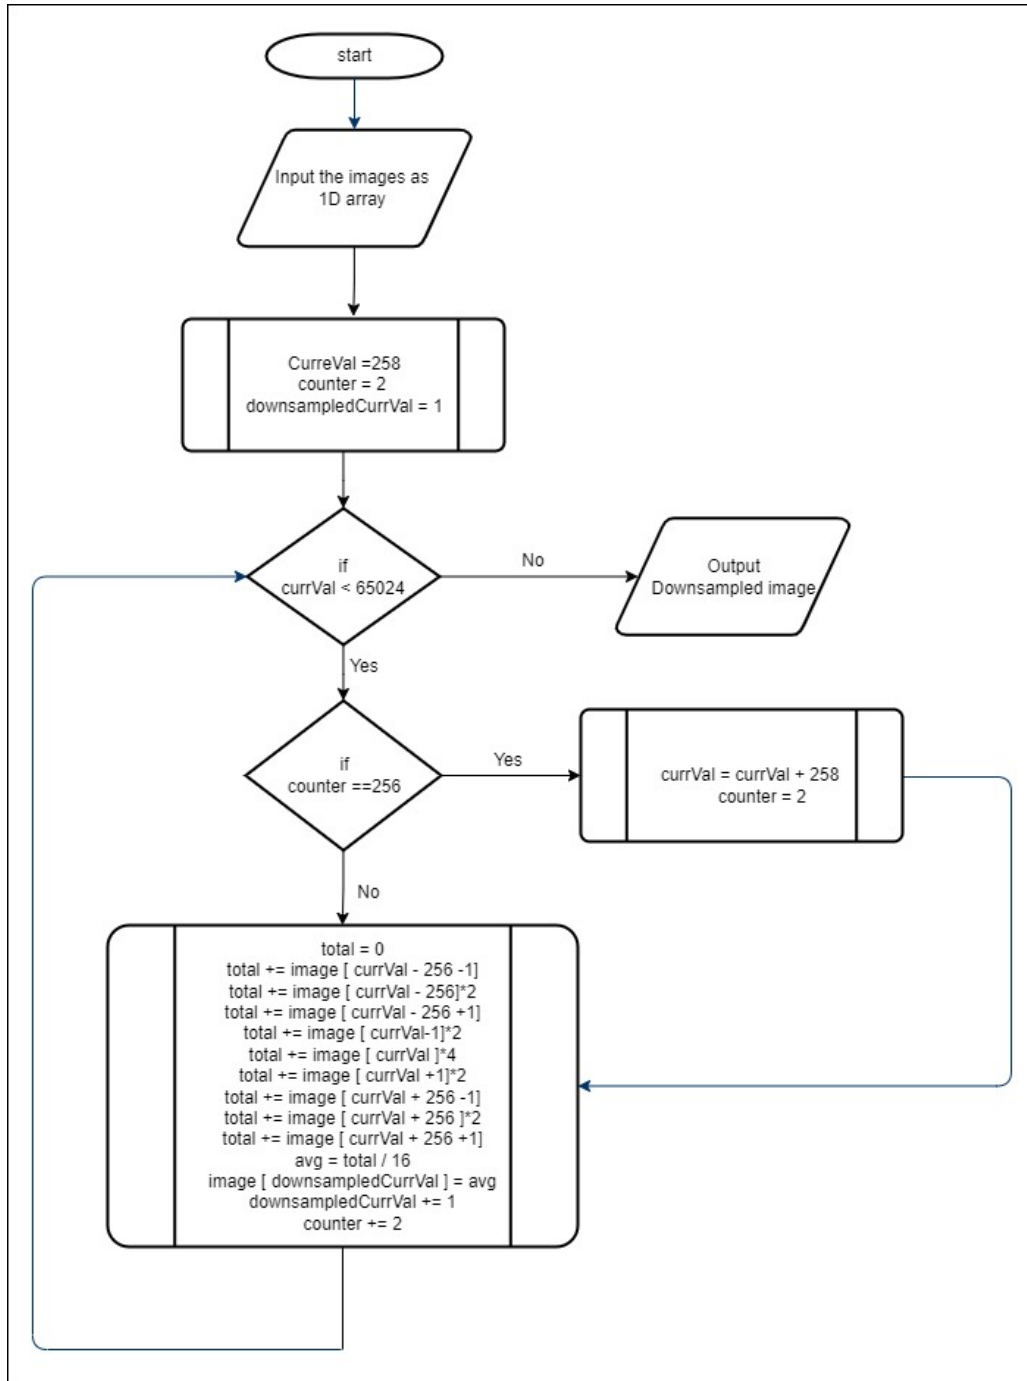 start
Input the images as
1D array
CurreVal =258
counter = 2
downsampledCurrVal = 1
if
currVal < 65024
No
Output
Downsampled image
Yes
if
counter ==256
Yes
currVal = currVal + 258
counter = 2
No
total = 0
total += image [ currVal - 256 -1]
total += image [ currVal - 256]*2
total += image [ currVal - 256 +1]
total += image [ currVal-1]*2
total += image [ currVal ]*4
total += image [ currVal +1]*2
total += image [ currVal + 256 -1]
total += image [ currVal + 256 ]*2
total += image [ currVal + 256 +1]
avg = total / 16
image [ downsampledCurrVal ] = avg
downsampledCurrVal += 1
counter += 2